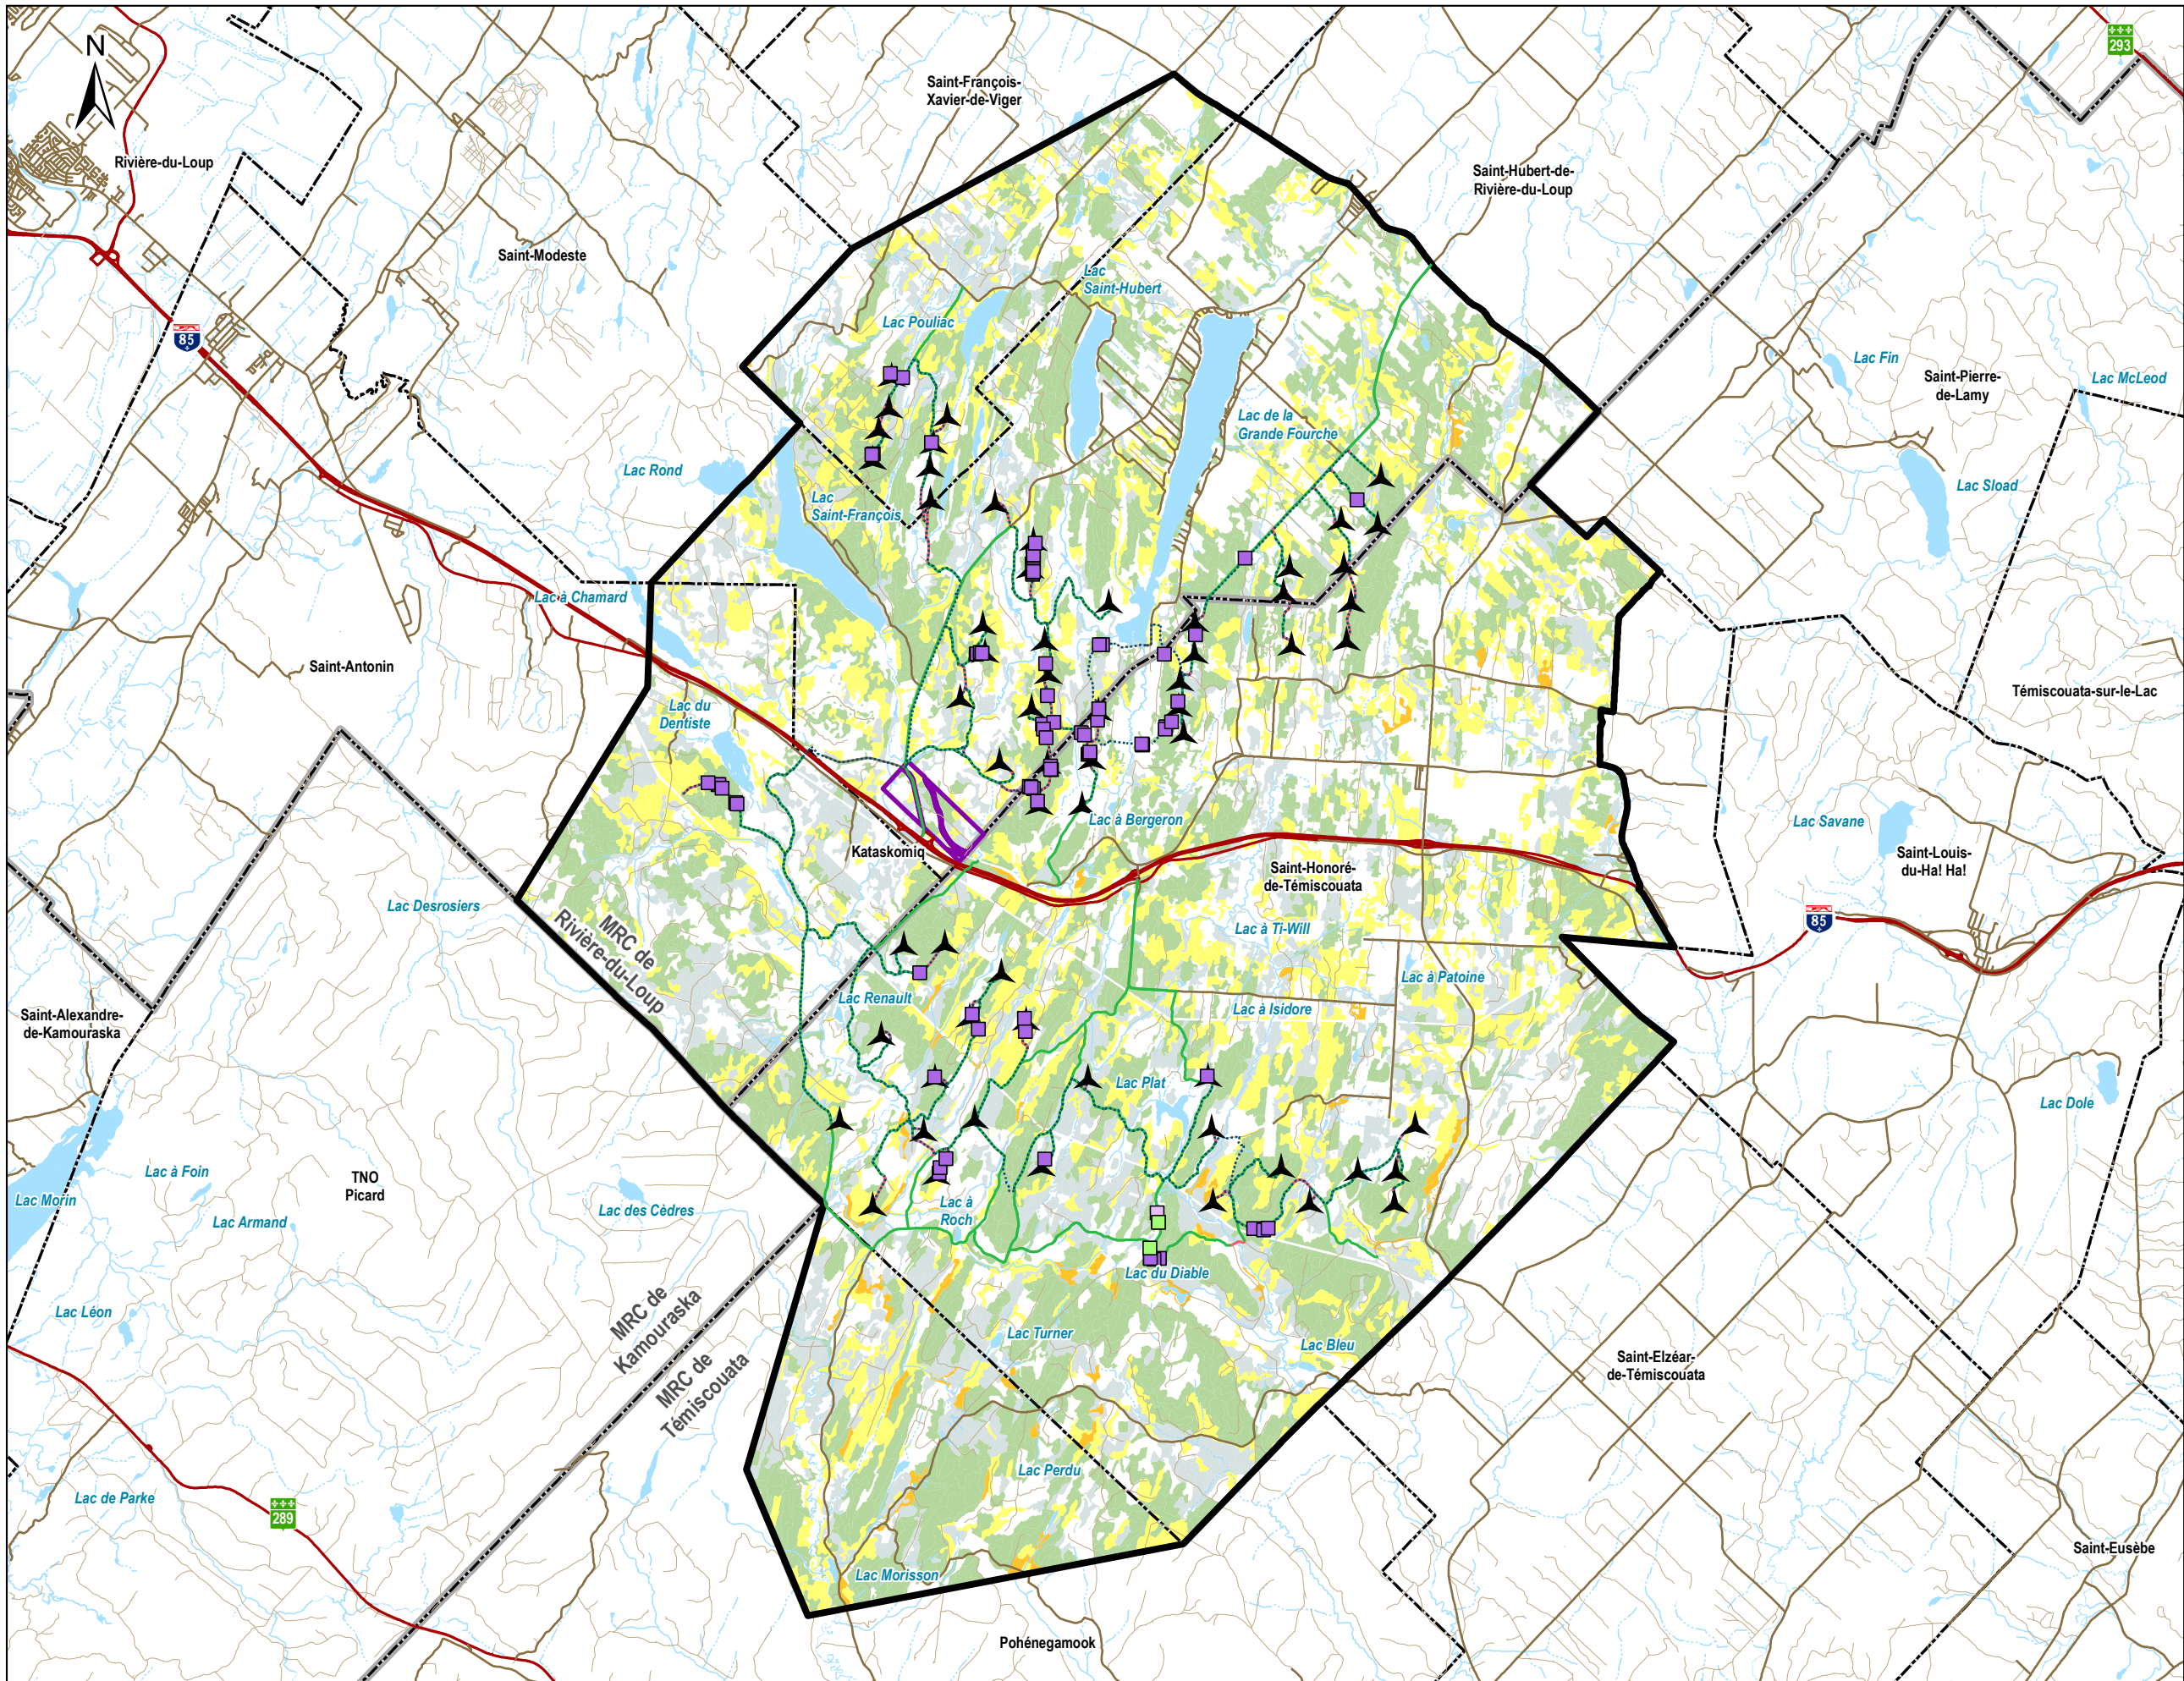 N
293
Saint-François-
Xavier-de-Viger
Rivière-du-Loup
Saint-Hubert-de-
Rivière-du-Loup
Saint-Modeste
Lac
Saint-Hubert
Lac Pouliac
85
Lac Fin
Saint-Pierre-
de-Lamy
Lac McLeod
Lac de la
Grande Fourche
Lac Rond
Lac Sload
Lac
Saint-François
Lac à Chamard
Saint-Antonin
Témiscouata-sur-le-Lac
Lac du
Dentiste
Lac à Bergeron
Lac Savane
Kataskomiq
Saint-Honoré-
de-Témiscouata
Saint-Louis-
du-Ha! Ha!
Lac Desrosiers
85
MRC de
Rivière-du-Loup
Lac à Ti-Will
Lac à Patoine
Lac Renault
Lac à Isidore
Saint-Alexandre-
de-Kamouraska
Lac Plat
Lac Dole
Lac à Foin
TNO
Picard
Lac Morin
Lac Armand
Lac des Cèdres
Lac à
Roch
Lac du Diable
Lac Léon
MRC de
Kamouraska
MRC de
Témiscouata
Lac Turner
Lac Bleu
Saint-Elzéar-
de-Témiscouata
Lac Perdu
Lac de Parke
289
Saint-Eusèbe
Lac Morisson
Pohénegamook